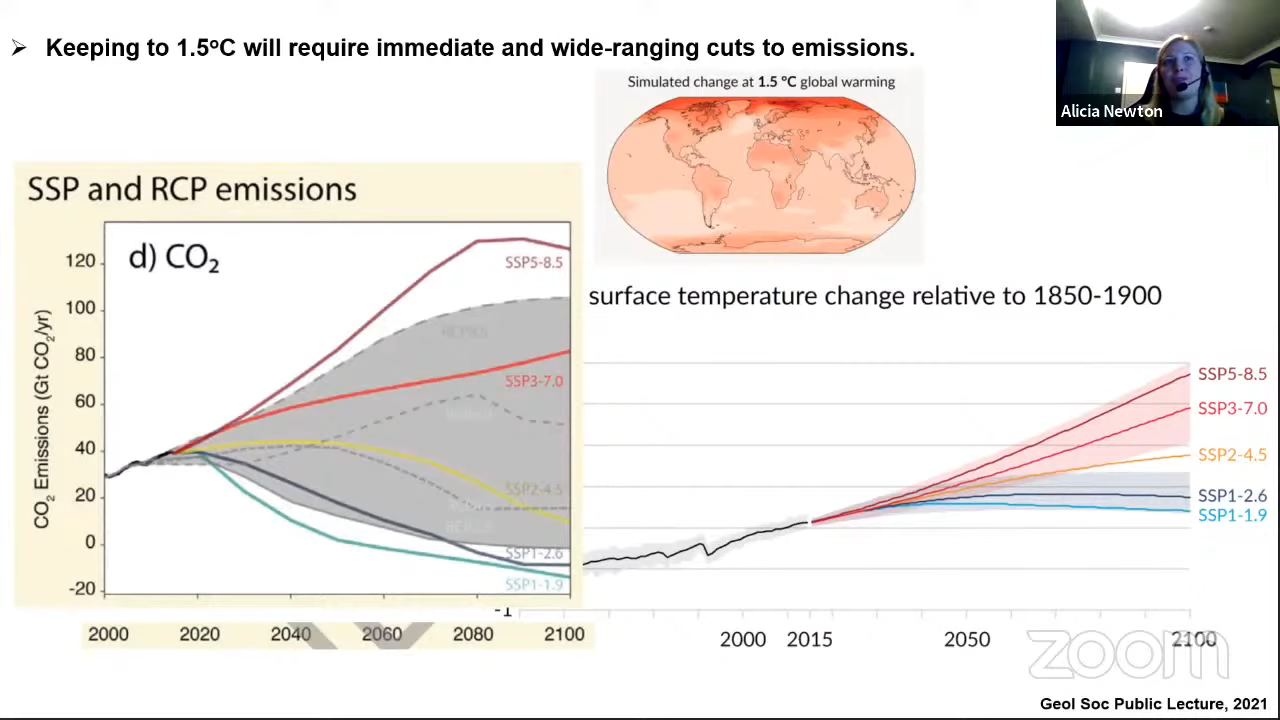 ➢ Keeping to 1.5ºC will require immediate and wide-ranging cuts to emissions.
Alicia Newton
Simulated change at 1.5 °C global warming
SSP and RCP emissions
d) CO₂
CO₂ Emissions (Gt CO₂/yr)
120
100
80
60
40
20
0
-20
SSP5-8.5
SSP3-7.0
SSP2-4.5
SSP1-2.6
SSP1-1.9
2000 2020 2040 2060 2080 2100
surface temperature change relative to 1850-1900
SSP5-8.5
SSP3-7.0
SSP2-4.5
SSP1-2.6
SSP1-1.9
-1
2000 2015 2050 2100
zoom
Geol Soc Public Lecture, 2021